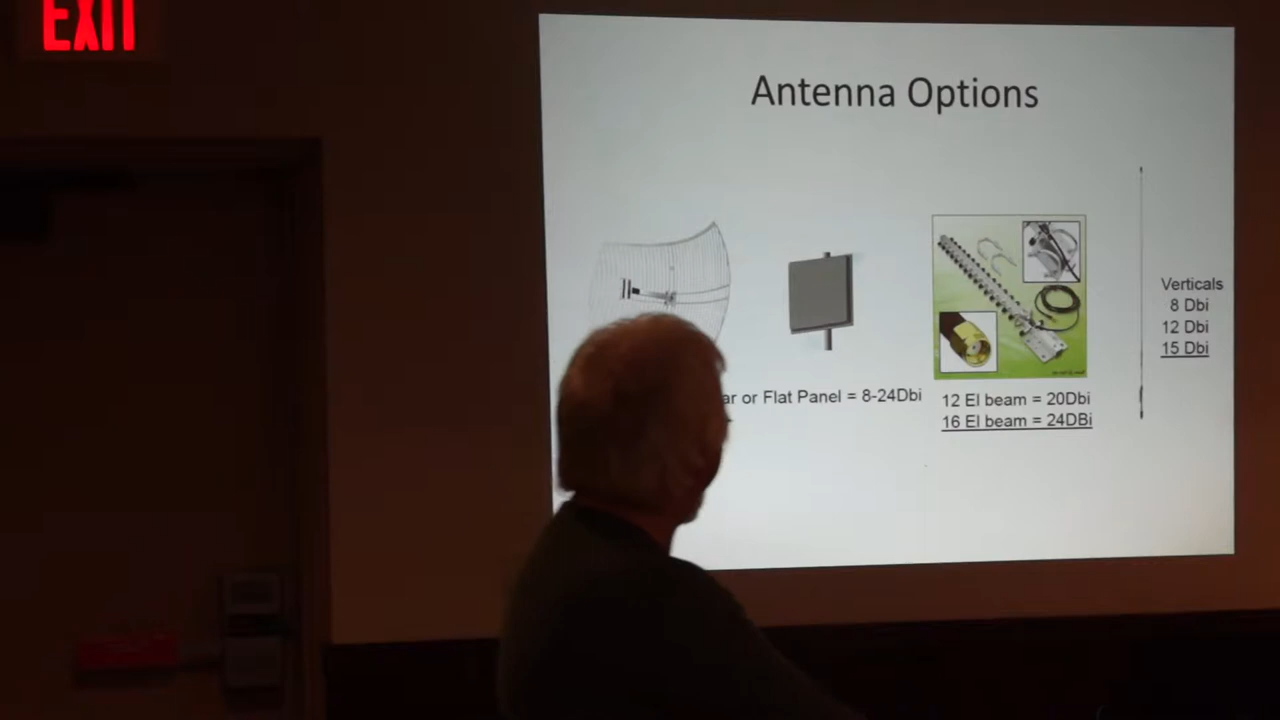 EXIT
Antenna Options
Verticals
8 Dbi
12 Dbi
15 Dbi
or Flat Panel = 8-24Dbi
12 El beam = 20Dbi
16 El beam = 24DBi